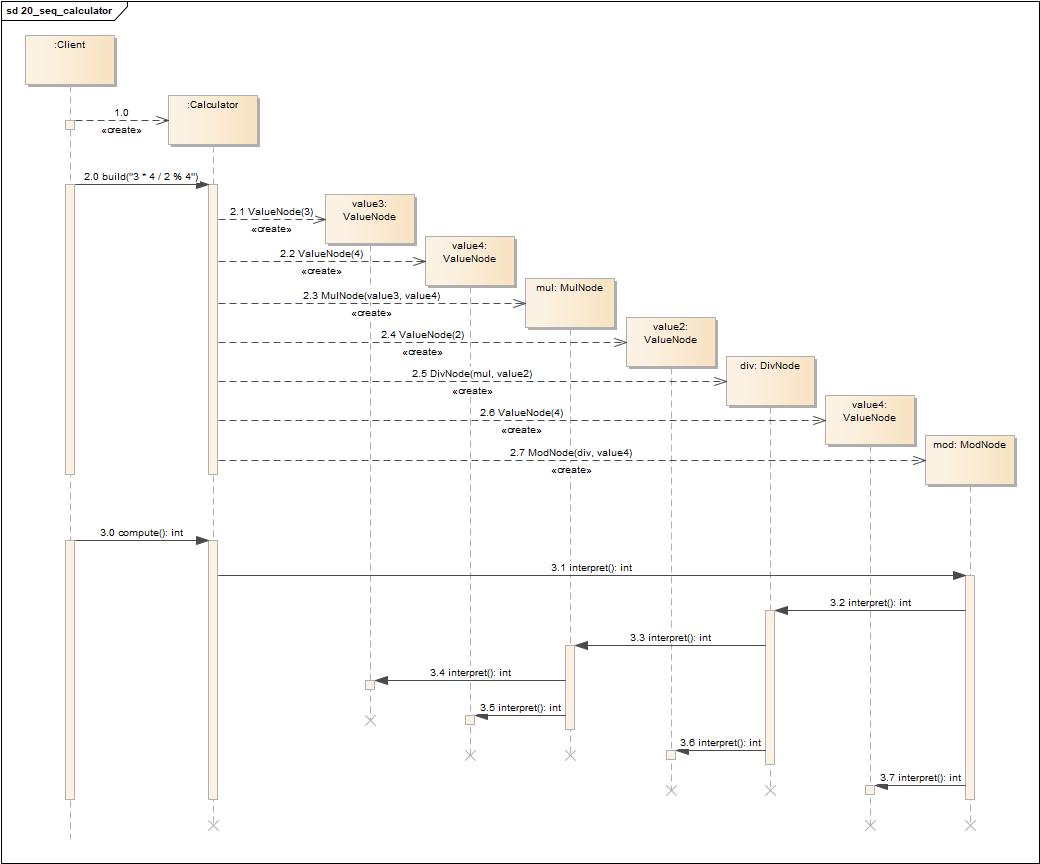 sd 20_seq_calculator
:Client
1.0
«create»
:Calculator
2.0 build("3 * 4 / 2 % 4")
2.1 ValueNode(3)
«create»
value3:
ValueNode
2.2 ValueNode(4)
«create»
value4:
ValueNode
2.3 MulNode(value3, value4)
«create»
mul: MulNode
2.4 ValueNode(2)
«create»
value2:
ValueNode
2.5 DivNode(mul, value2)
«create»
div: DivNode
2.6 ValueNode(4)
«create»
value4:
ValueNode
2.7 ModNode(div, value4)
«create»
mod: ModNode
3.0 compute(): int
3.1 interpret(): int
3.2 interpret(): int
3.3 interpret(): int
3.4 interpret(): int
3.5 interpret(): int
3.6 interpret(): int
3.7 interpret(): int